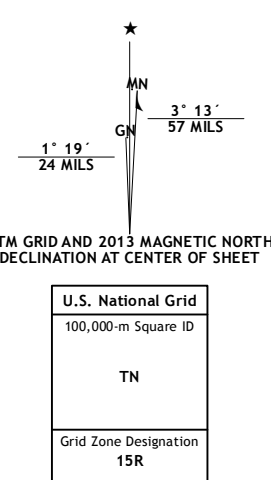 MN
GN
3° 13´
57 MILS
1° 19´
24 MILS
TM GRID AND 2013 MAGNETIC NORTH
DECLINATION AT CENTER OF SHEET
U.S. National Grid
100,000-m Square ID
TN
Grid Zone Designation
15R